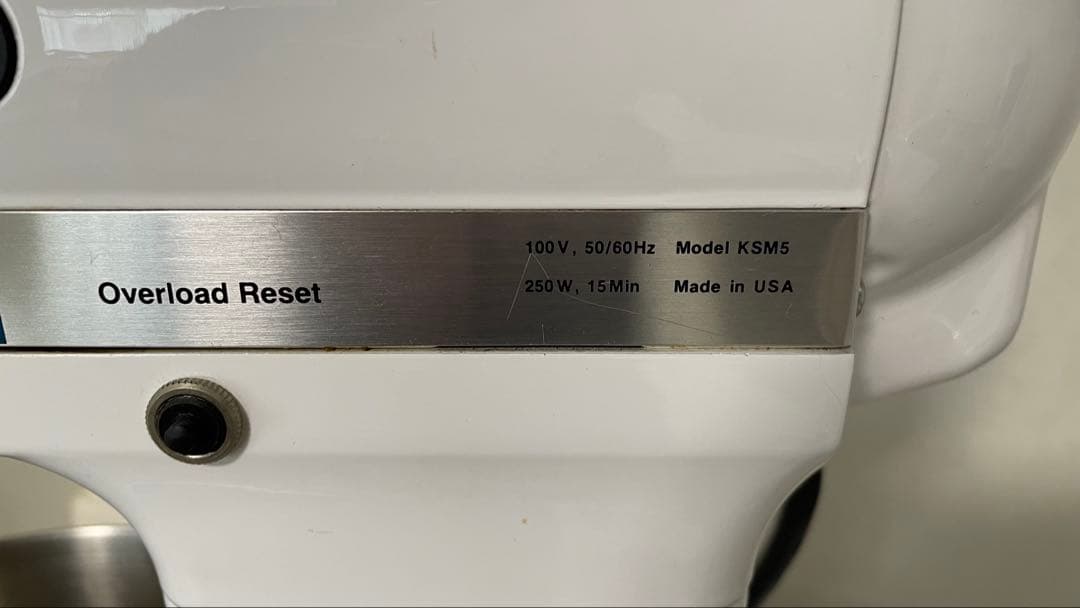 100V, 50/60Hz Model KSM5
Overload Reset
250W, 15Min Made in USA